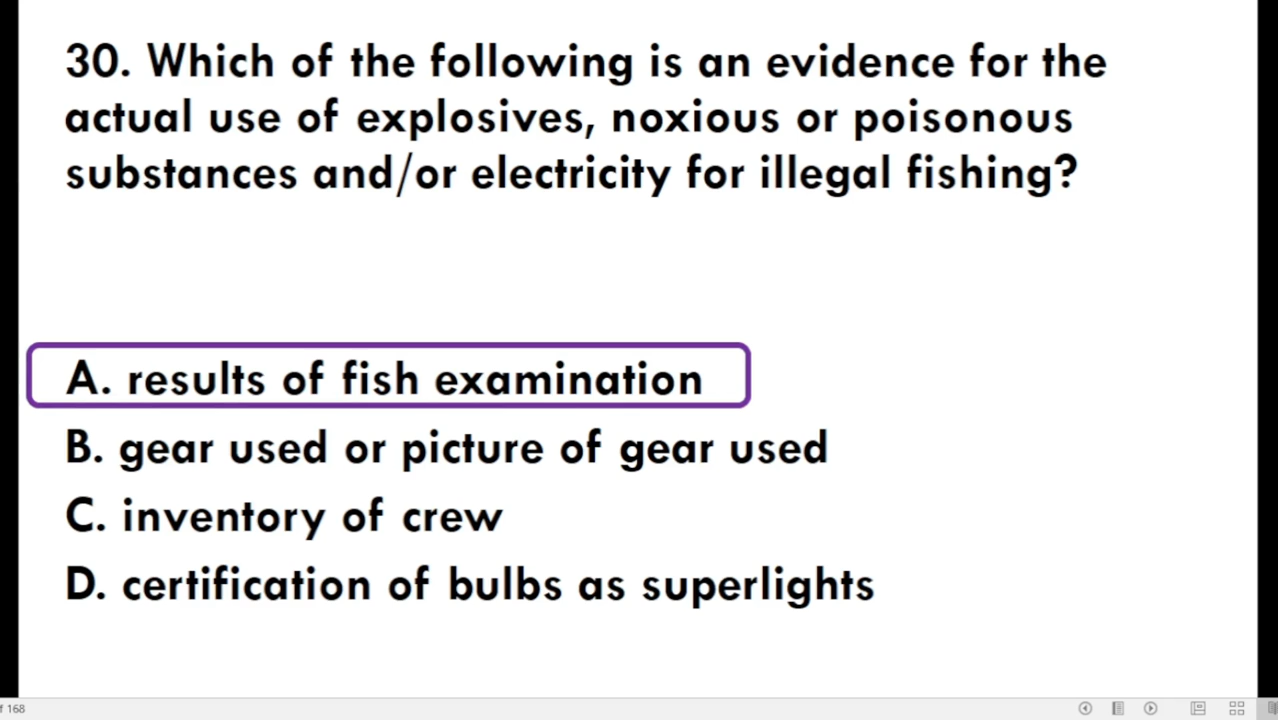 30. Which of the following is an evidence for the
actual use of explosives, noxious or poisonous
substances and/or electricity for illegal fishing?
A. results of fish examination
B. gear used or picture of gear used
C. inventory of crew
D. certification of bulbs as superlights
f 168